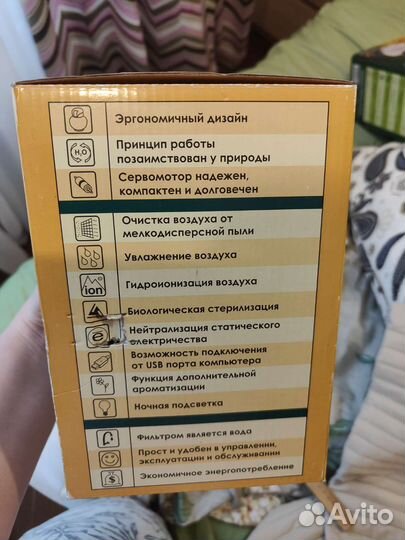 Эргономичный дизайн
H₂O
Принцип работы
позаимствован у природы
Сервомотор надежен,
компактен и долговечен
Очистка воздуха от
мелкодисперсной пыли
Увлажнение воздуха
ion
Гидроионизация воздуха
Биологическая стерилизация
e
Нейтрализация статического
электричества
Возможность подключения
от USB порта компьютера
Функция дополнительной
ароматизации
Ночная подсветка
Фильтром является вода
Прост и удобен в управлении,
эксплуатации и обслуживании
$
Экономичное энергопотребление
Avito